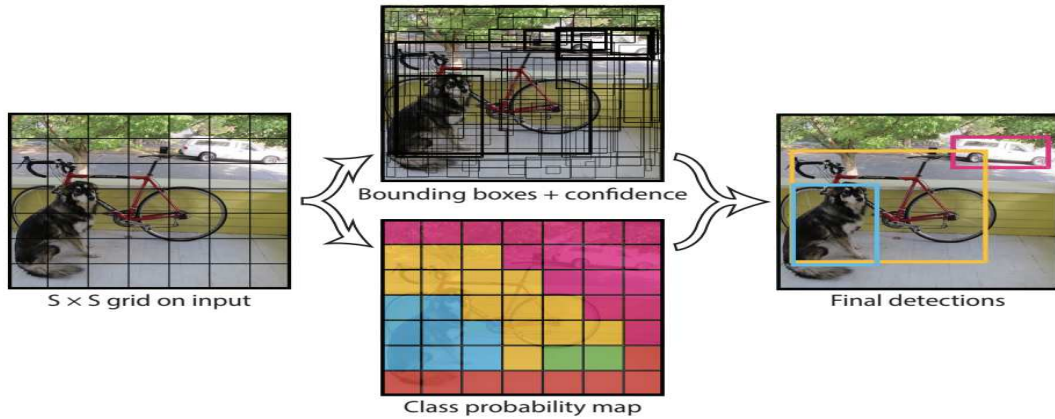 S × S grid on input
Bounding boxes + confidence
Class probability map
Final detections